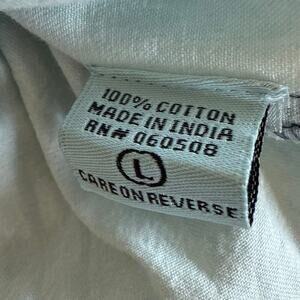 100% COTTON
MADE IN INDIA
RN# 060508
L
CARE ON REVERSE